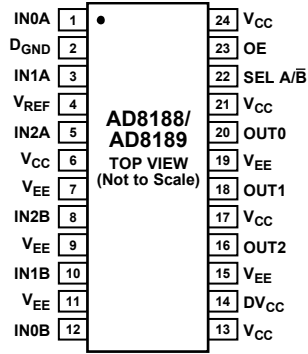 IN0A 1 24 VCC
DGND 2 23 OE
IN1A 3 22 SEL A/B̅
VREF 4 21 VCC
IN2A 5 20 OUT0
VCC 6 19 VEE
VEE 7 18 OUT1
IN2B 8 17 VCC
VEE 9 16 OUT2
IN1B 10 15 VEE
VEE 11 14 DVCC
IN0B 12 13 VCC
AD8188/
AD8189
TOP VIEW
(Not to Scale)